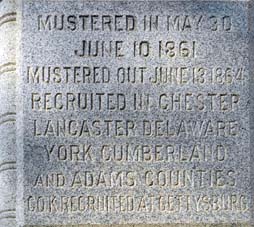 MUSTERED IN MAY 30
JUNE 10 1861
MUSTERED OUT JUNE 13 1864
RECRUITED IN CHESTER
LANCASTER DELAWARE
YORK CUMBERLAND
AND ADAMS COUNTIES
CO K RECRUITED AT GETTYSBURG